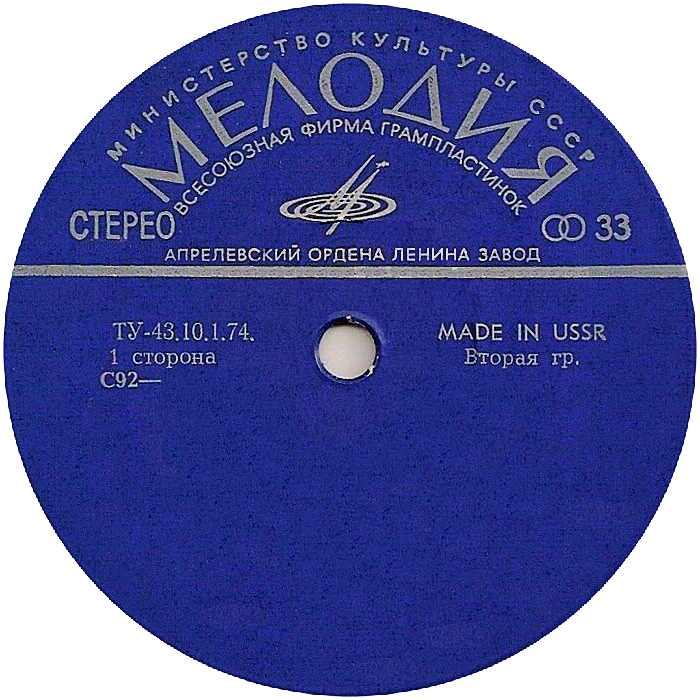 МИНИСТЕРСТВО КУЛЬТУРЫ СССР
МЕЛОДИЯ
ВСЕСОЮЗНАЯ ФИРМА ГРАМПЛАСТИНОК
СТЕРЕО
33
АПРЕЛЕВСКИЙ ОРДЕНА ЛЕНИНА ЗАВОД
ТУ-43.10.1.74.
1 сторона
С92—
MADE IN USSR
Вторая гр.